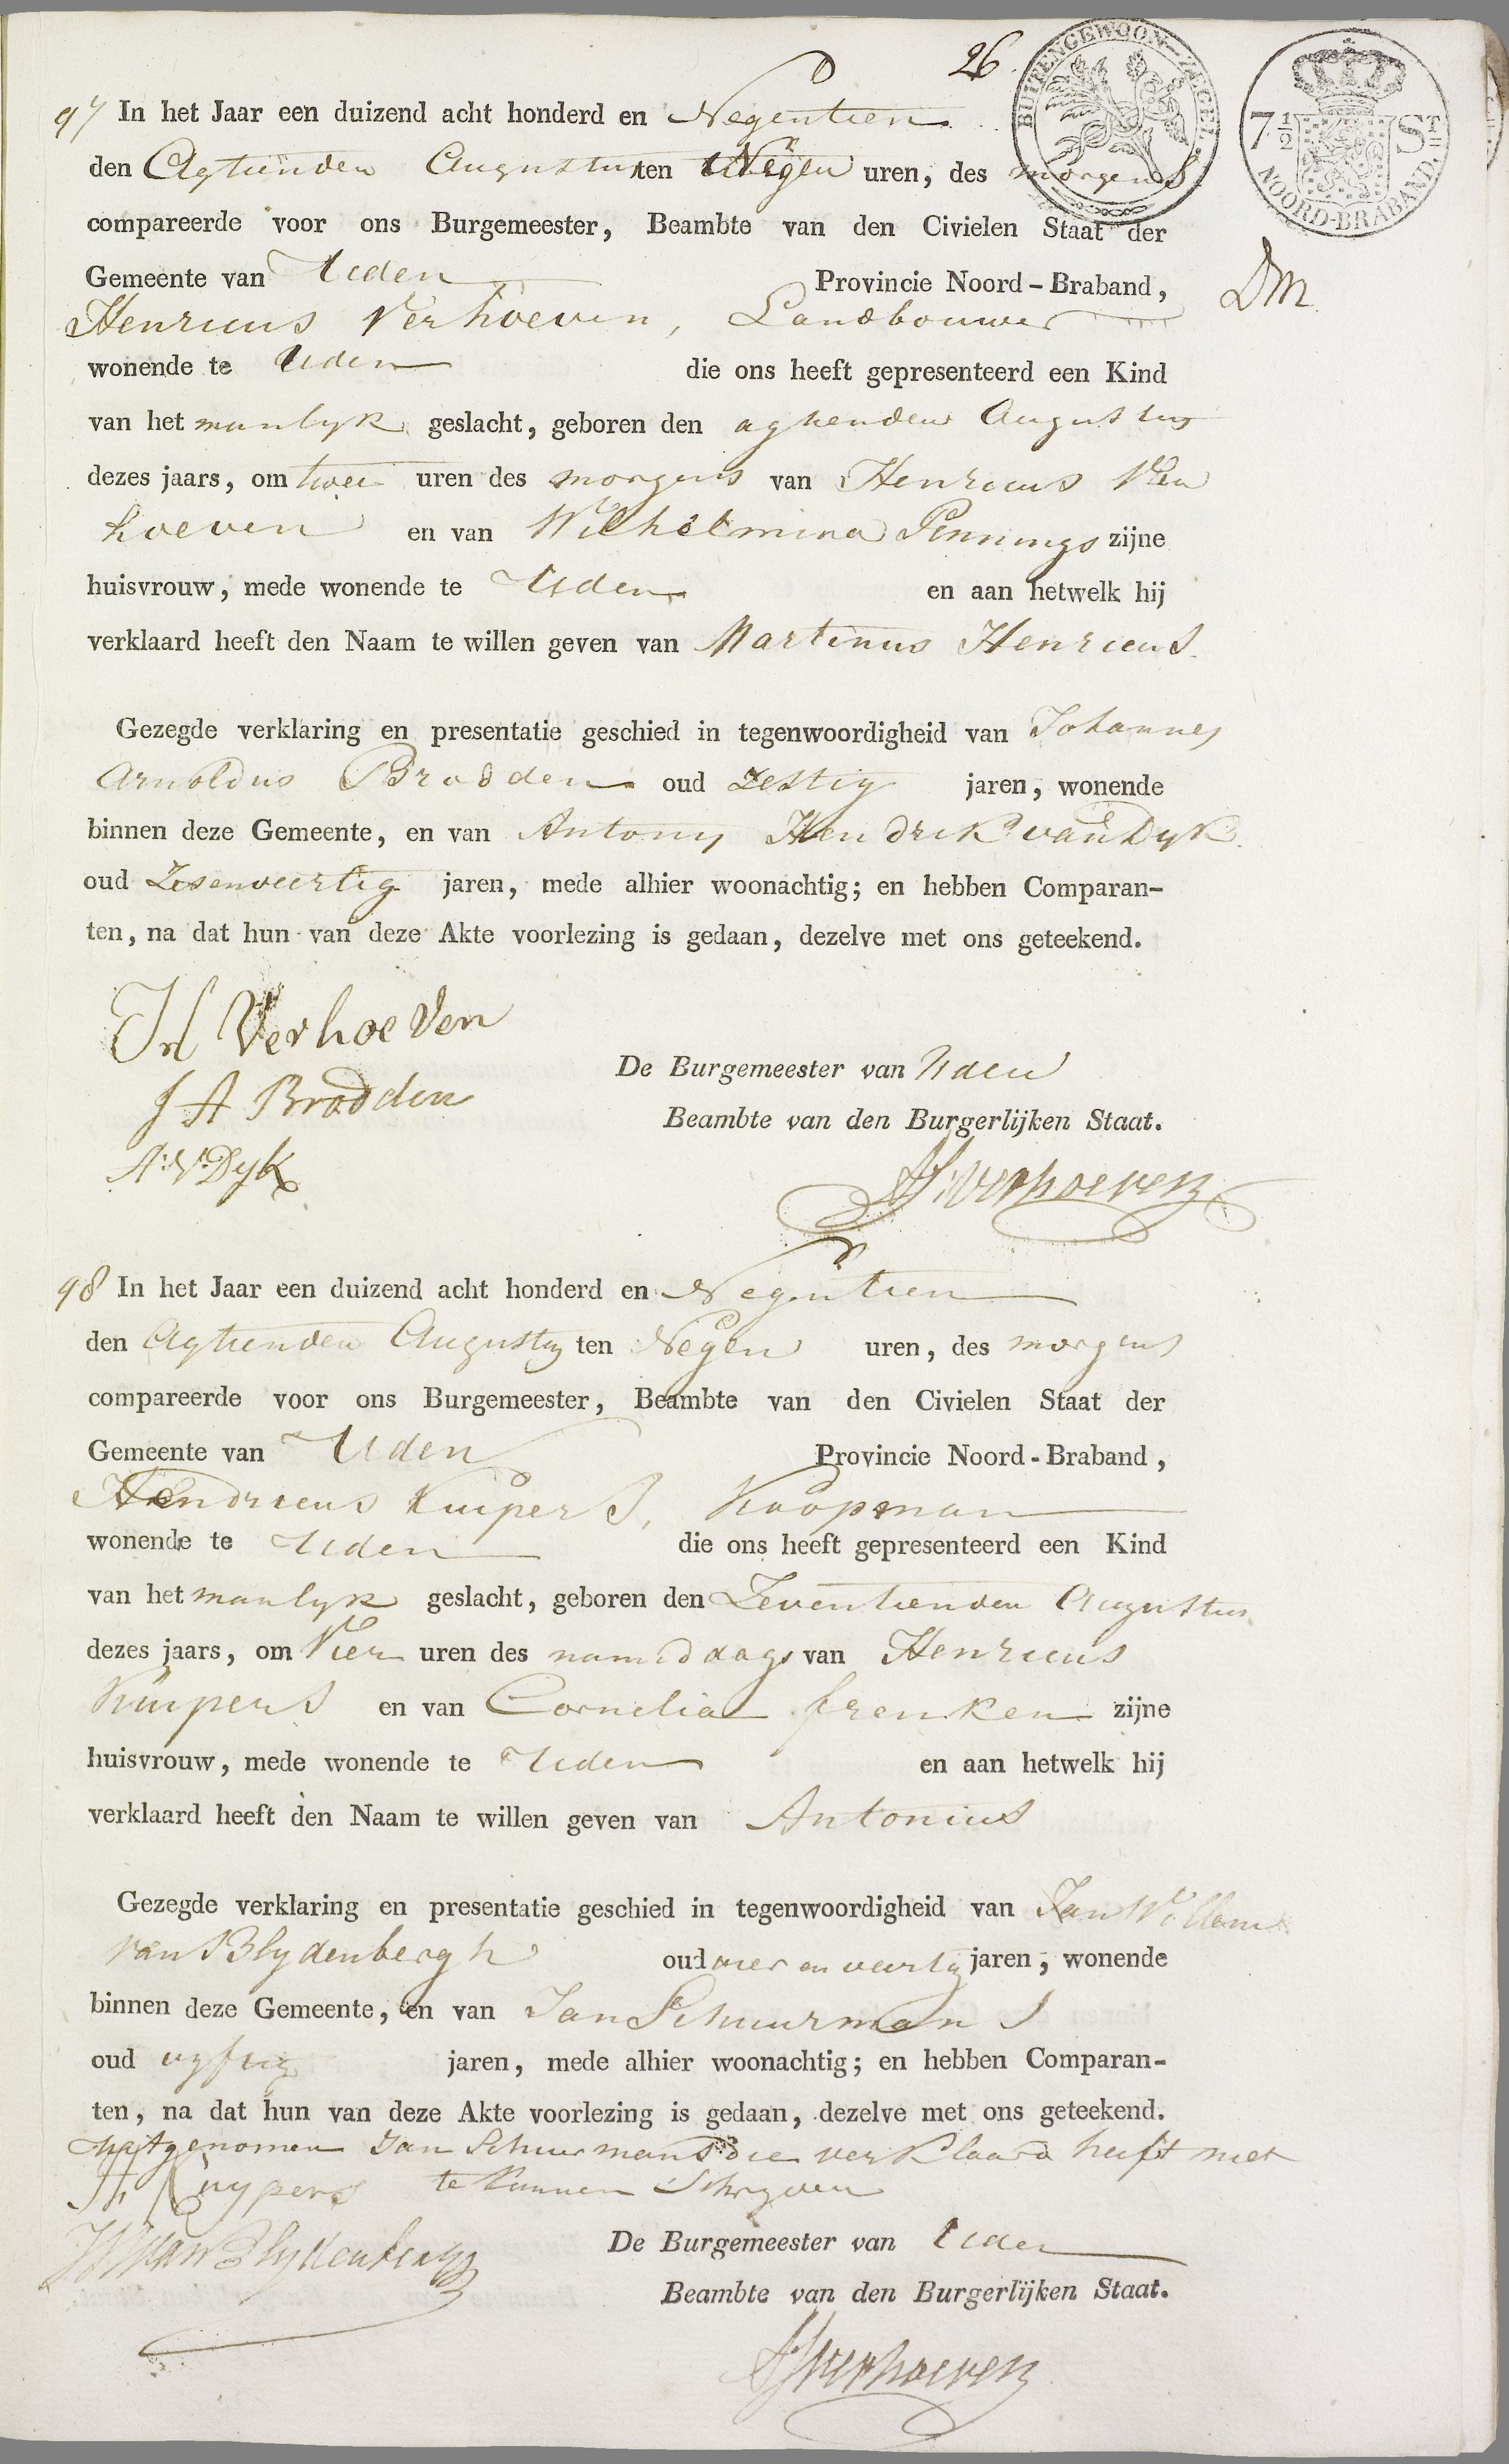 26.
BUITENGEWOON ZEGEL.
7 1/2 ST.
NOORD-BRABAND.
97 In het Jaar een duizend acht honderd en Negentien
den Agtienden Augustus ten Negen uren, des morgens
compareerde voor ons Burgemeester, Beambte van den Civielen Staat der
Gemeente van Uden Provincie Noord-Braband,
Henricus Verhoeven, Landbouwer
wonende te Uden die ons heeft gepresenteerd een Kind
van het manlyk geslacht, geboren den agtienden Augustus
dezes jaars, om twee uren des morgens van Henricus Ver
hoeven en van Wilhelmina Pennings zijne
huisvrouw, mede wonende te Uden en aan hetwelk hij
verklaard heeft den Naam te willen geven van Martinus Henricus
Gezegde verklaring en presentatie geschied in tegenwoordigheid van Johannes
Arnoldus Brodden oud Zestig jaren, wonende
binnen deze Gemeente, en van Antony Hendrik van Dyk
oud Zesenveertig jaren, mede alhier woonachtig; en hebben Comparan-
ten, na dat hun van deze Akte voorlezing is gedaan, dezelve met ons geteekend.
H Verhoeven
J A Brodden
A: V: Dyk
De Burgemeester van Uden
Beambte van den Burgerlijken Staat.
Verhoeven
98 In het Jaar een duizend acht honderd en Negentien
den Agtienden Augustus ten Negen uren, des morgens
compareerde voor ons Burgemeester, Beambte van den Civielen Staat der
Gemeente van Uden Provincie Noord-Braband,
Hendricus Kuipers, Koopman
wonende te Uden die ons heeft gepresenteerd een Kind
van het manlyk geslacht, geboren den Zeventienden Augustus
dezes jaars, om Vier uren des namiddags van Henricus
Kuipers en van Cornelia frenken zijne
huisvrouw, mede wonende te Uden en aan hetwelk hij
verklaard heeft den Naam te willen geven van Antonius
Gezegde verklaring en presentatie geschied in tegenwoordigheid van Jan Willem
van Blydenbergh oud vier en veertig jaren, wonende
binnen deze Gemeente, en van Jan Schuurmans
oud vyftig jaren, mede alhier woonachtig; en hebben Comparan-
ten, na dat hun van deze Akte voorlezing is gedaan, dezelve met ons geteekend.
uitgenomen Jan Schuurmans die verklaard heeft niet
te kunnen Schryven
H. Kuypers
JW van Blydenbergh
De Burgemeester van Uden
Beambte van den Burgerlijken Staat.
Verhoeven